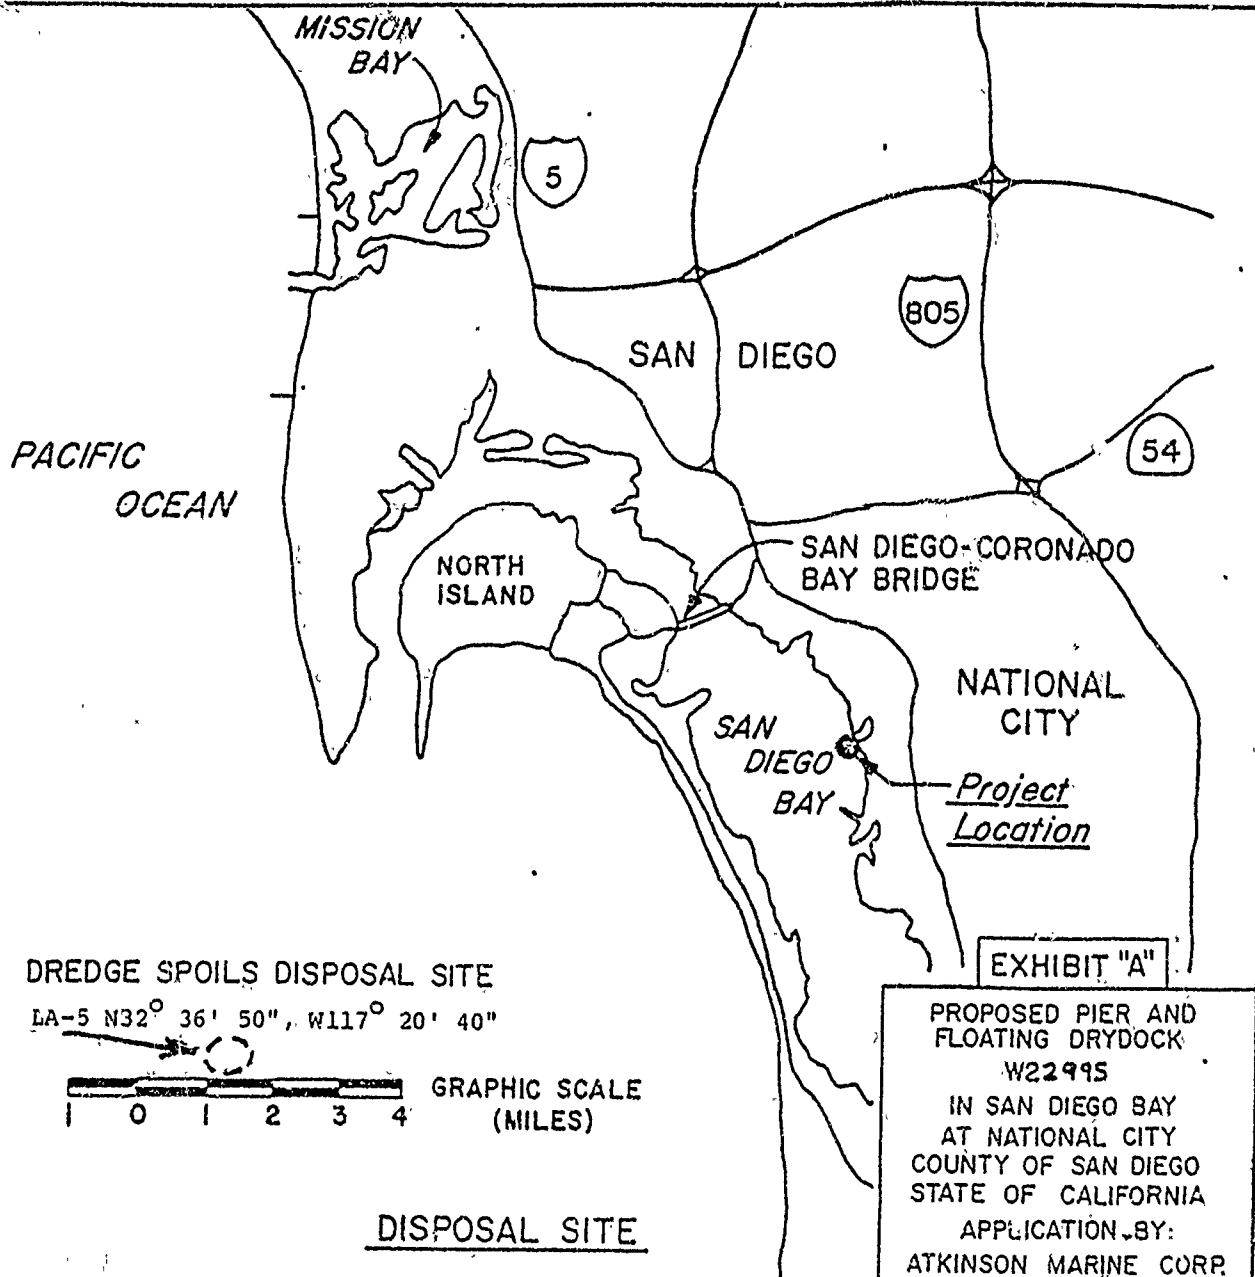 MISSION
BAY
5
805
SAN DIEGO
54
PACIFIC
OCEAN
NORTH
ISLAND
SAN DIEGO-CORONADO
BAY BRIDGE
NATIONAL
CITY
SAN
DIEGO
BAY
Project
Location
DREDGE SPOILS DISPOSAL SITE
LA-5 N32° 36' 50", W117° 20' 40"
GRAPHIC SCALE
(MILES)
1 0 1 2 3 4
DISPOSAL SITE
EXHIBIT "A"
PROPOSED PIER AND
FLOATING DRYDOCK
W22995
IN SAN DIEGO BAY
AT NATIONAL CITY
COUNTY OF SAN DIEGO
STATE OF CALIFORNIA
APPLICATION BY:
ATKINSON MARINE CORP.